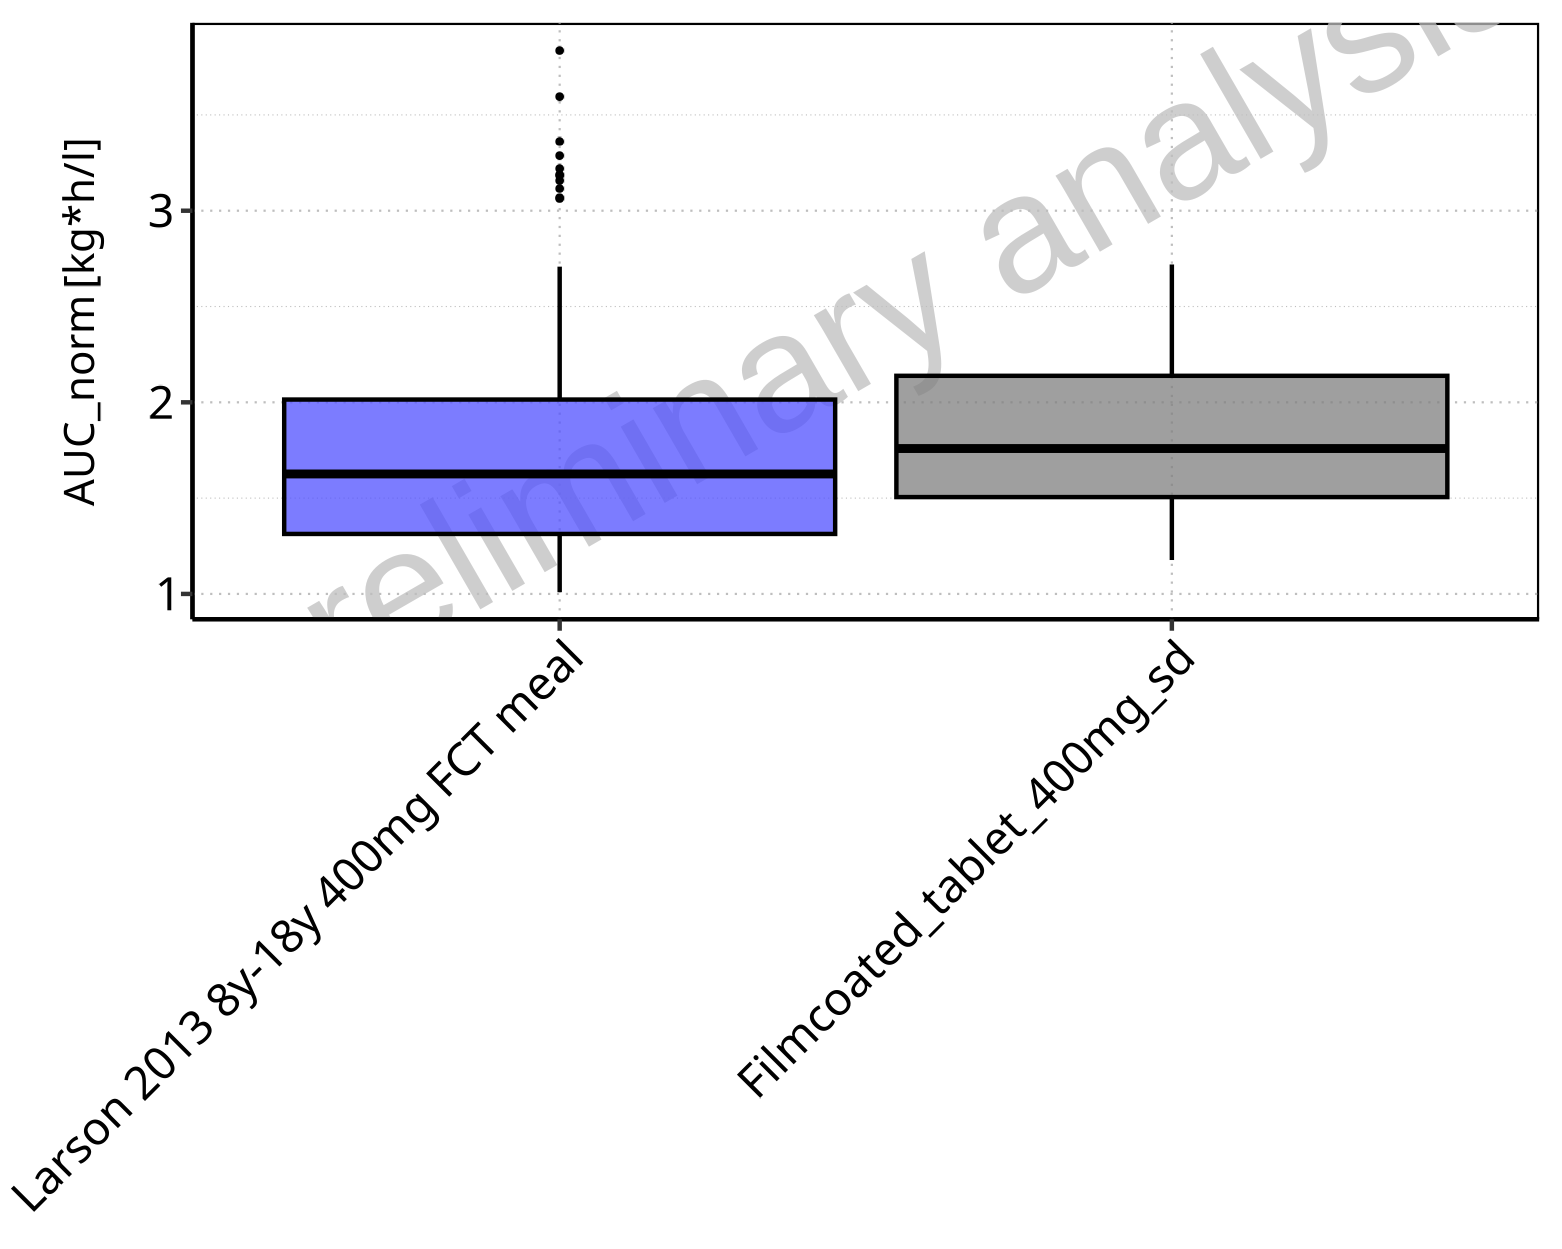 AUC_norm [kg*h/l]
3
2
1
reliminary analysis
Larson 2013 8y-18y 400mg FCT meal
Filmcoated_tablet_400mg_sd